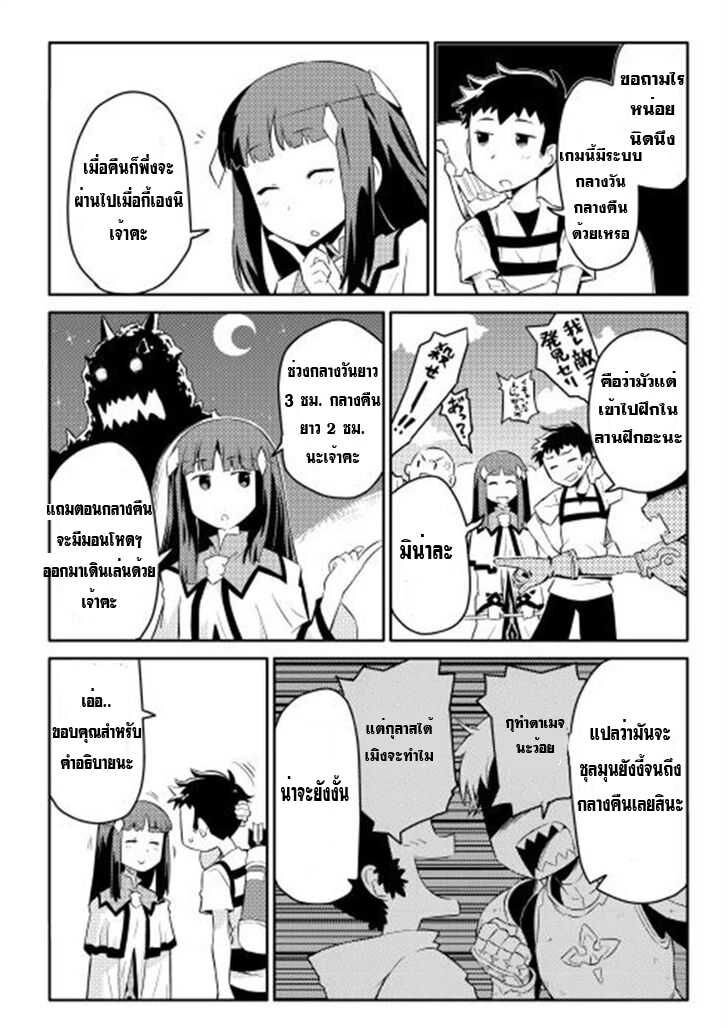 ขอถามไร
หน่อย
นิดนึง
เกมนี้มีระบบ
กลางวัน
กลางคืน
ด้วยเหรอ
เมื่อคืนก็พึ่งจะ
ผ่านไปเมื่อกี้เองนิ
เจ้าคะ
คือว่ามัวแต่
เข้าไปฝึกใน
ลานฝึกอะนะ
我し敵
発見セリ
殺せー!!
おっ?
มิน่าละ
ช่วงกลางวันยาว
3 ชม. กลางคืน
ยาว 2 ชม.
นะเจ้าคะ
แถมตอนกลางคืน
จะมีมอนโหดๆ
ออกมาเดินเล่นด้วย
เจ้าคะ
แปลว่ามันจะ
ชุลมุนยังงี้จนถึง
กลางคืนเลยสินะ
กูทำดาเมจ
นะว้อย
แต่กูลาสได้
เมิงจะทำไม
น่าจะยังงั้น
เอ่อ..
ขอบคุณสำหรับ
คำอธิบายนะ